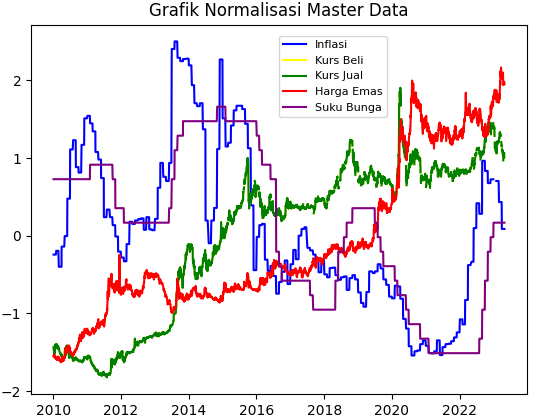 Grafik Normalisasi Master Data
Inflasi
Kurs Beli
Kurs Jual
Harga Emas
Suku Bunga
2
1
0
−1
−2
2010 2012 2014 2016 2018 2020 2022